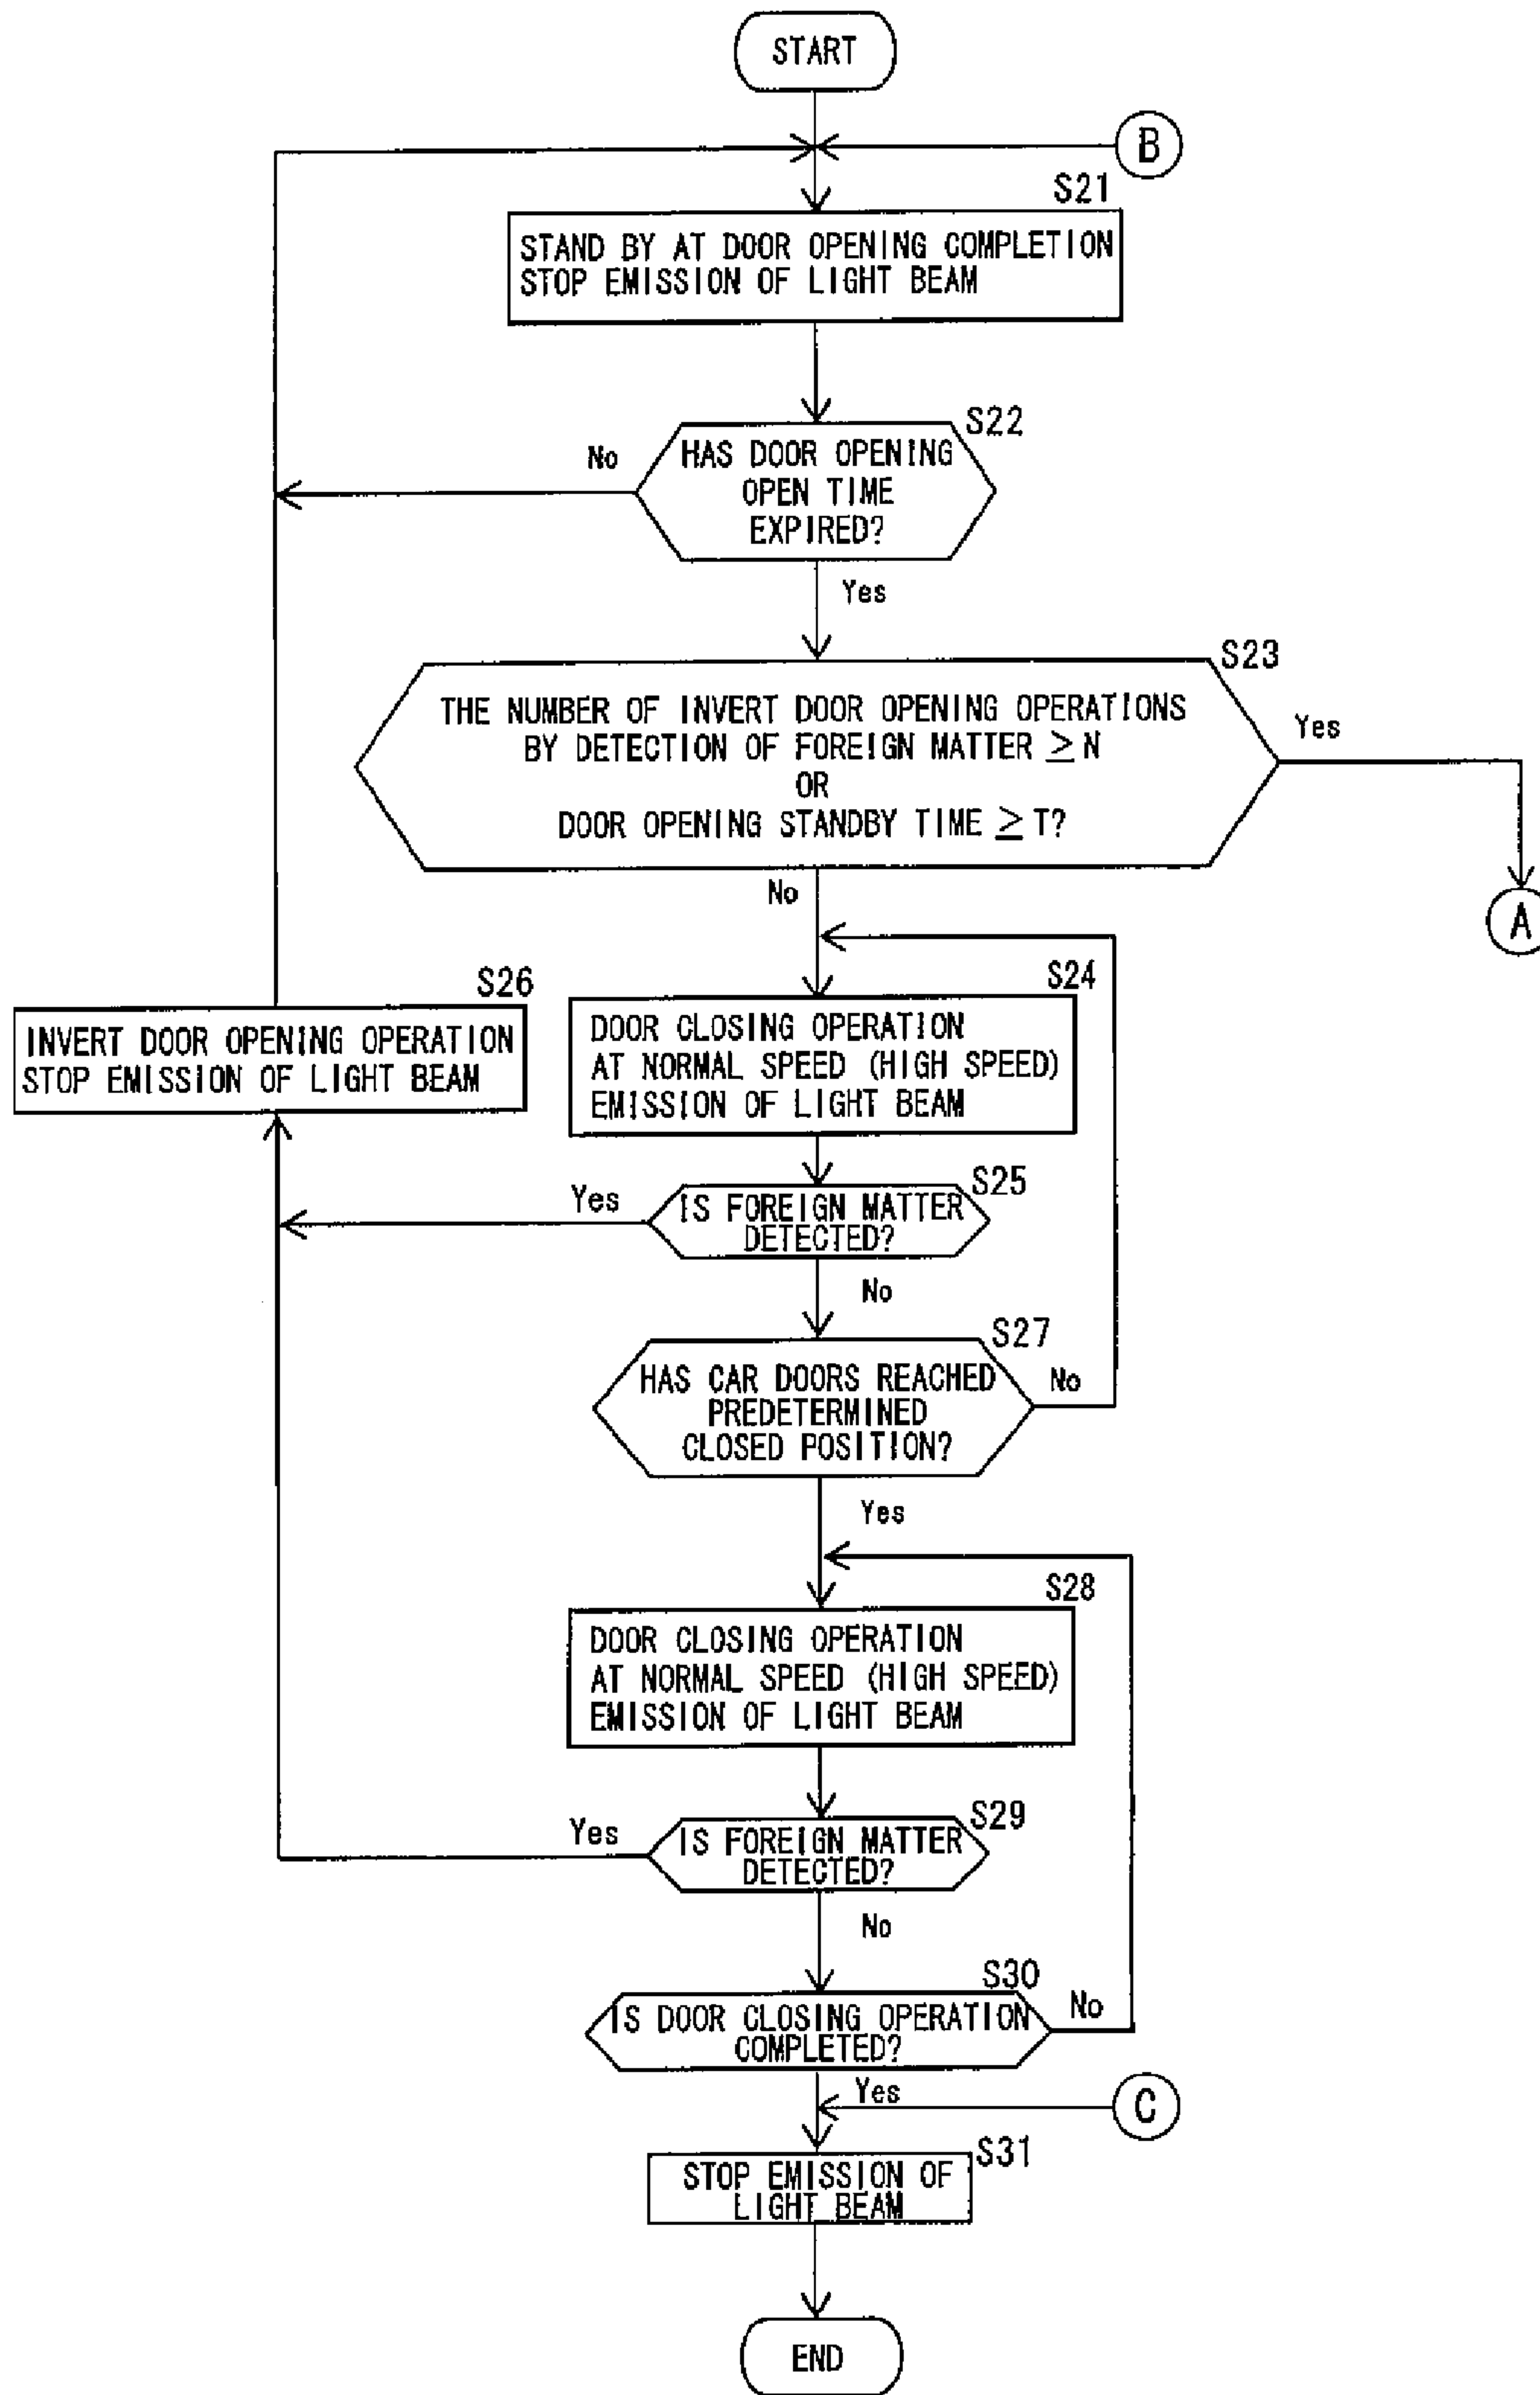 START
B
S21
STAND BY AT DOOR OPENING COMPLETION
STOP EMISSION OF LIGHT BEAM
S22
No
HAS DOOR OPENING
OPEN TIME
EXPIRED?
Yes
S23
THE NUMBER OF INVERT DOOR OPENING OPERATIONS
BY DETECTION OF FOREIGN MATTER ≥ N
OR
DOOR OPENING STANDBY TIME ≥ T?
Yes
No
A
S26
INVERT DOOR OPENING OPERATION
STOP EMISSION OF LIGHT BEAM
S24
DOOR CLOSING OPERATION
AT NORMAL SPEED (HIGH SPEED)
EMISSION OF LIGHT BEAM
S25
Yes
IS FOREIGN MATTER
DETECTED?
No
S27
HAS CAR DOORS REACHED
PREDETERMINED
CLOSED POSITION?
No
Yes
S28
DOOR CLOSING OPERATION
AT NORMAL SPEED (HIGH SPEED)
EMISSION OF LIGHT BEAM
S29
Yes
IS FOREIGN MATTER
DETECTED?
No
S30
IS DOOR CLOSING OPERATION
COMPLETED?
No
Yes
C
S31
STOP EMISSION OF
LIGHT BEAM
END